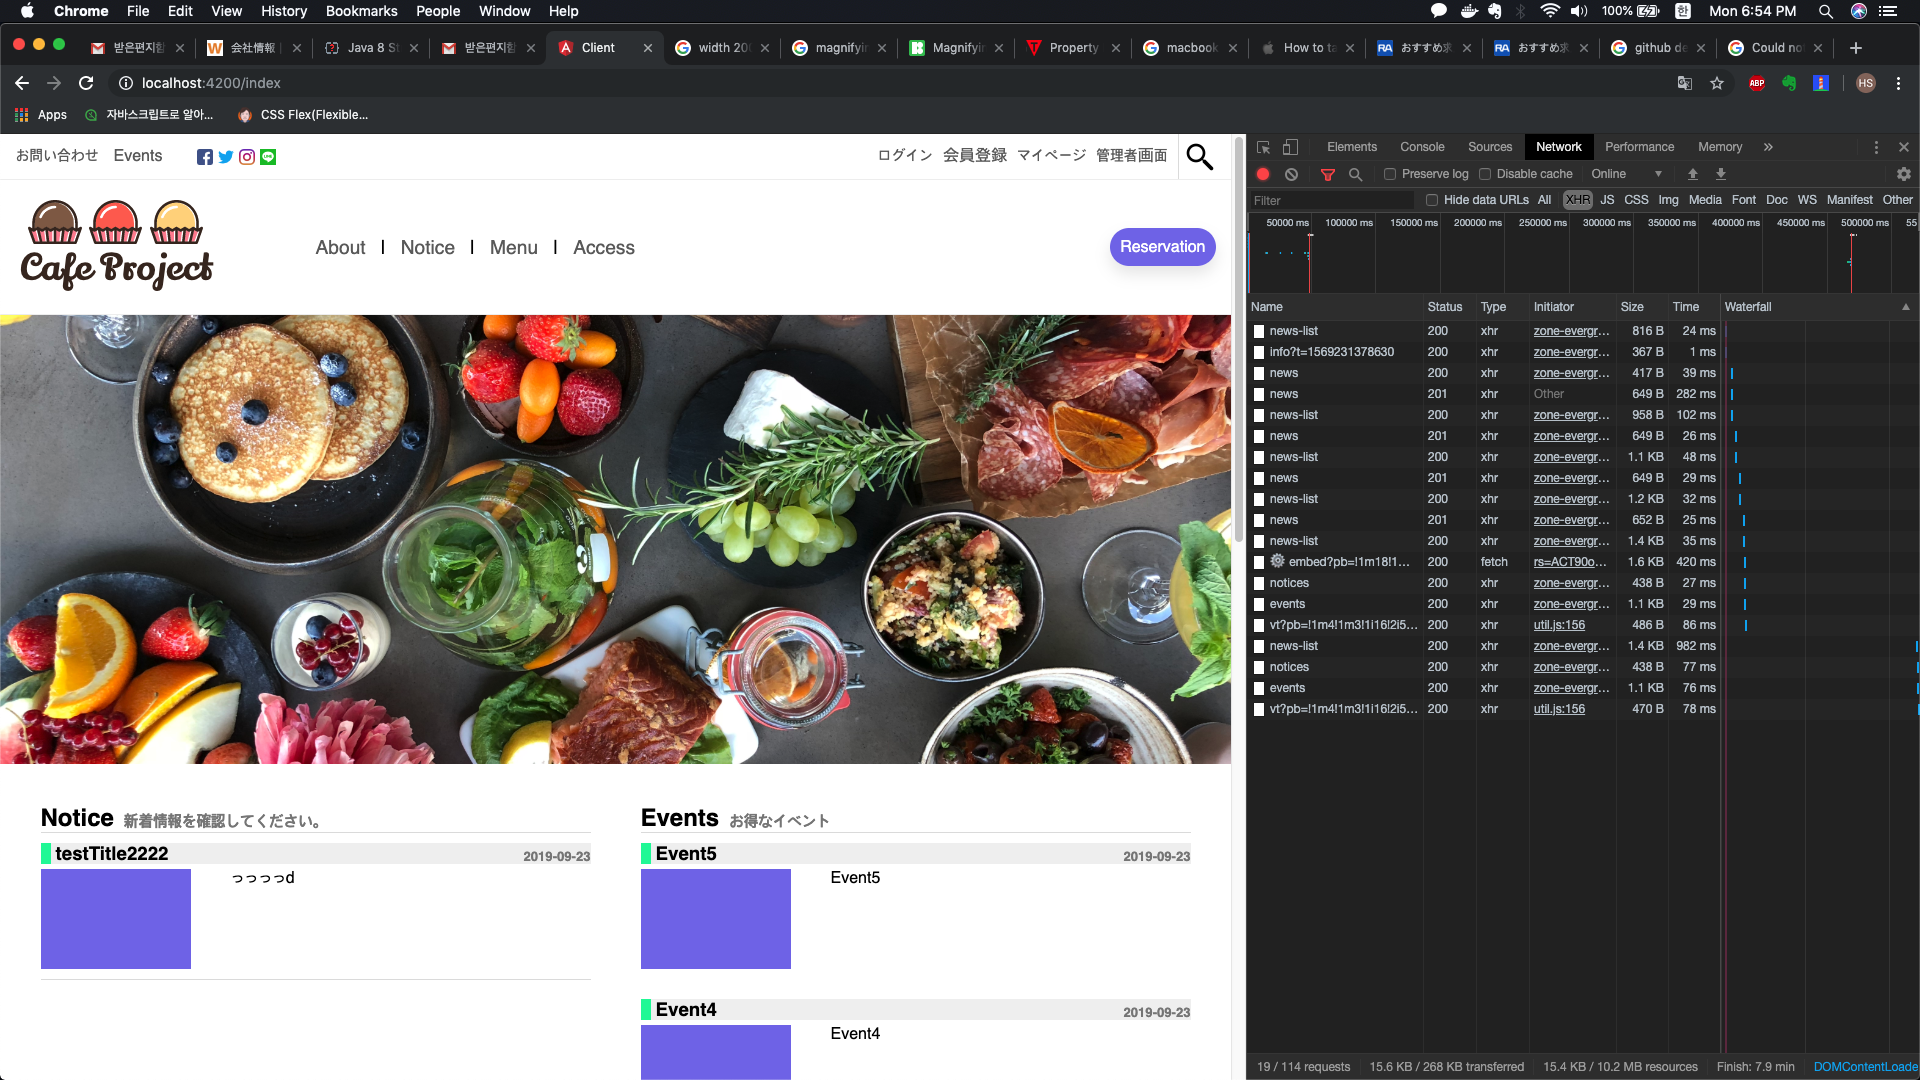 Chrome File Edit View History Bookmarks People Window Help
100% 한 Mon 6:54 PM
받은편지함 会社情報 Java 8 St 받은편지함 Client width 200 magnifyin Magnifyin Property macbook How to ta おすすめ求 おすすめ求 github de Could no
localhost:4200/index
ABP HS
Apps 자바스크립트로 알아... CSS Flex(Flexible...
お問い合わせ Events
ログイン 会員登録 マイページ 管理者画面
Cafe Project
About | Notice | Menu | Access
Reservation
Notice 新着情報を確認してください。
testTitle2222 2019-09-23
っっっっd
Events お得なイベント
Event5 2019-09-23
Event5
Event4 2019-09-23
Event4
Elements Console Sources Network Performance Memory »
Preserve log Disable cache Online
Filter Hide data URLs All XHR JS CSS Img Media Font Doc WS Manifest Other
50000 ms 100000 ms 150000 ms 200000 ms 250000 ms 300000 ms 350000 ms 400000 ms 450000 ms 500000 ms 55
Name Status Type Initiator Size Time Waterfall
news-list 200 xhr zone-evergr... 816 B 24 ms
info?t=1569231378630 200 xhr zone-evergr... 367 B 1 ms
news 200 xhr zone-evergr... 417 B 39 ms
news 201 xhr Other 649 B 282 ms
news-list 200 xhr zone-evergr... 958 B 102 ms
news 201 xhr zone-evergr... 649 B 26 ms
news-list 200 xhr zone-evergr... 1.1 KB 48 ms
news 201 xhr zone-evergr... 649 B 29 ms
news-list 200 xhr zone-evergr... 1.2 KB 32 ms
news 201 xhr zone-evergr... 652 B 25 ms
news-list 200 xhr zone-evergr... 1.4 KB 35 ms
embed?pb=!1m18!1... 200 fetch rs=ACT90o... 1.6 KB 420 ms
notices 200 xhr zone-evergr... 438 B 27 ms
events 200 xhr zone-evergr... 1.1 KB 29 ms
vt?pb=!1m4!1m3!1i16!2i5... 200 xhr util.js:156 486 B 86 ms
news-list 200 xhr zone-evergr... 1.4 KB 982 ms
notices 200 xhr zone-evergr... 438 B 77 ms
events 200 xhr zone-evergr... 1.1 KB 76 ms
vt?pb=!1m4!1m3!1i16!2i5... 200 xhr util.js:156 470 B 78 ms
19 / 114 requests 15.6 KB / 268 KB transferred 15.4 KB / 10.2 MB resources Finish: 7.9 min DOMContentLoade